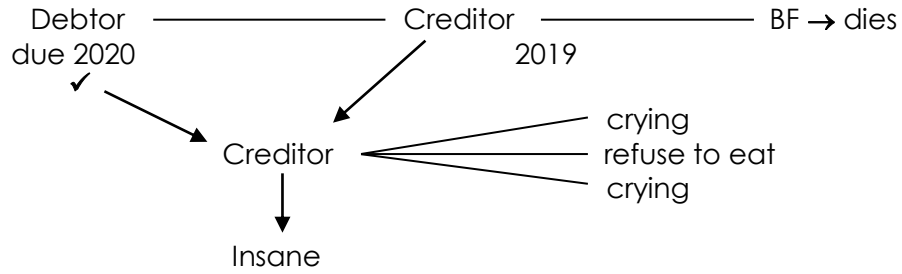 Debtor Creditor BF → dies
due 2020 2019
✓
crying
Creditor refuse to eat
crying
Insane